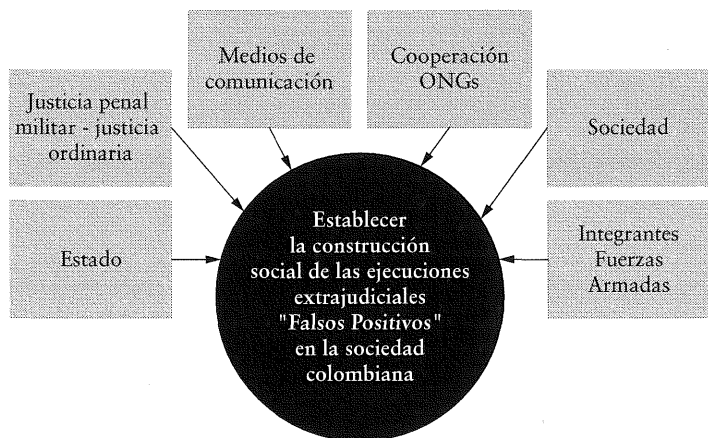 Medios de
comunicación
Cooperación
ONGs
Justicia penal
militar - justicia
ordinaria
Sociedad
Estado
Integrantes
Fuerzas
Armadas
Establecer
la construcción
social de las ejecuciones
extrajudiciales
"Falsos Positivos"
en la sociedad
colombiana